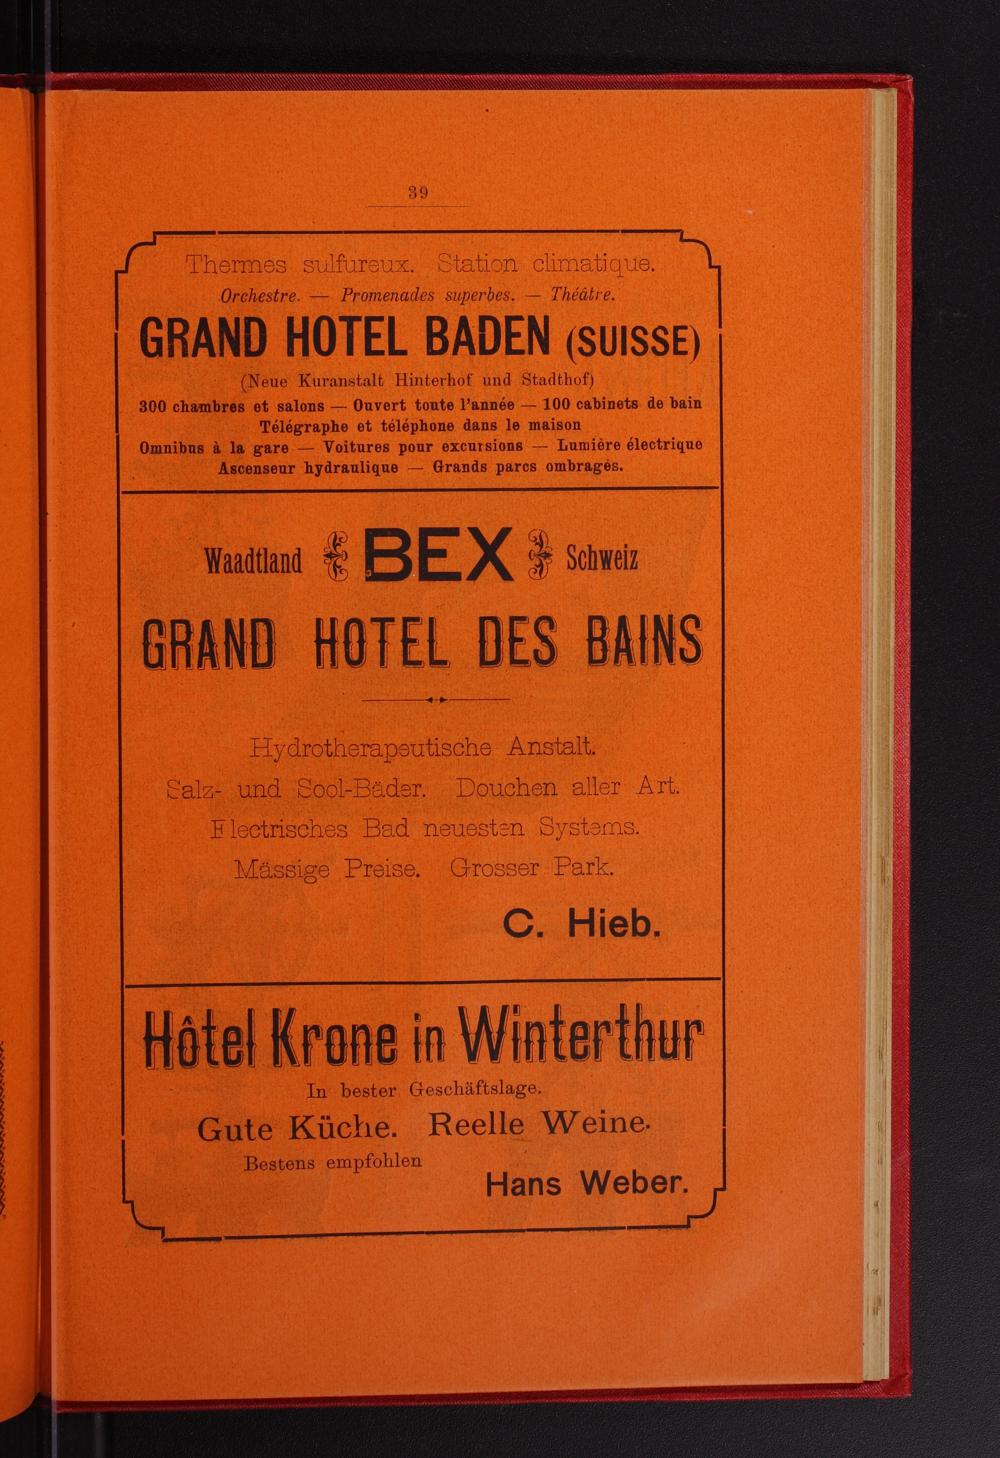 39
Thermes sulfureux. Station climatique.
Orchestre. — Promenades superbes. — Théâtre.
GRAND HOTEL BADEN (SUISSE)
(Neue Kuranstalt Hinterhof und Stadthof)
300 chambres et salons — Ouvert toute l'année — 100 cabinets de bain
Télégraphe et téléphone dans le maison
Omnibus à la gare — Voitures pour excursions — Lumière électrique
Ascenseur hydraulique — Grands parcs ombragés.
Waadtland BEX Schweiz
GRAND HOTEL DES BAINS
Hydrotherapeutische Anstalt.
Salz- und Sool-Bäder. Douchen aller Art.
Electrisches Bad neuesten Systems.
Mässige Preise. Grosser Park.
C. Hieb.
Hôtel Krone in Winterthur
In bester Geschäftslage.
Gute Küche. Reelle Weine.
Bestens empfohlen
Hans Weber.